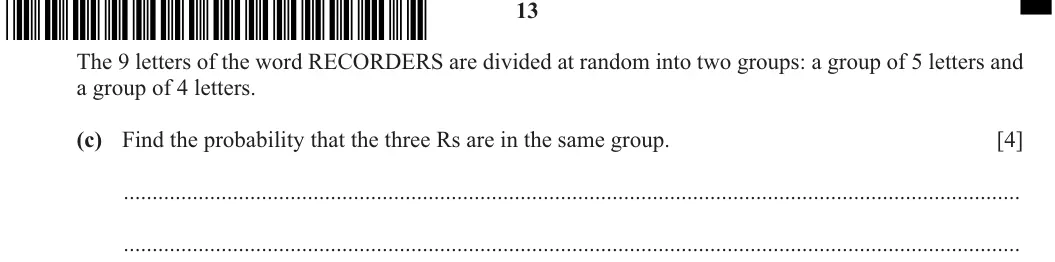 13
The 9 letters of the word RECORDERS are divided at random into two groups: a group of 5 letters and
a group of 4 letters.
(c) Find the probability that the three Rs are in the same group. [4]
..........................................................................................................................................................
..........................................................................................................................................................